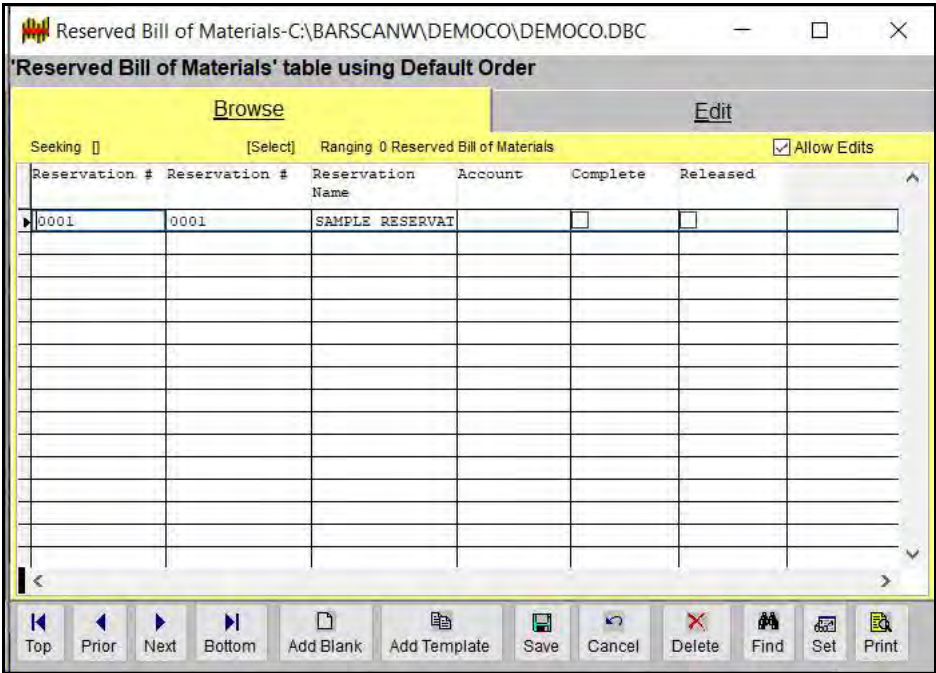 Reserved Bill of Materials-C:\BARSCANW\DEMOCO\DEMOCO.DBC
'Reserved Bill of Materials' table using Default Order
Browse Edit
Seeking [] [Select] Ranging 0 Reserved Bill of Materials Allow Edits
Reservation # Reservation # Reservation Account Complete Released
Name
0001 0001 SAMPLE RESERVAT
Top Prior Next Bottom Add Blank Add Template Save Cancel Delete Find Set Print